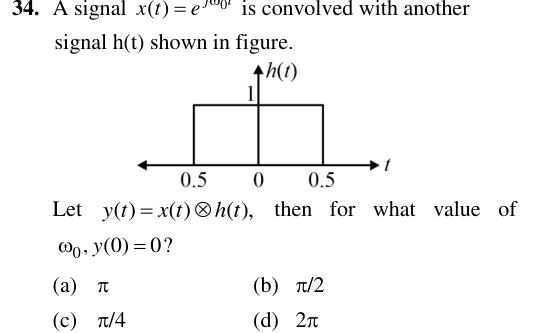 34. A signal x(t) = e^{jω₀t} is convolved with another
signal h(t) shown in figure.
h(t)
1
t
0.5 0 0.5
Let y(t) = x(t) ⊗ h(t), then for what value of
ω₀, y(0) = 0?
(a) π (b) π/2
(c) π/4 (d) 2π